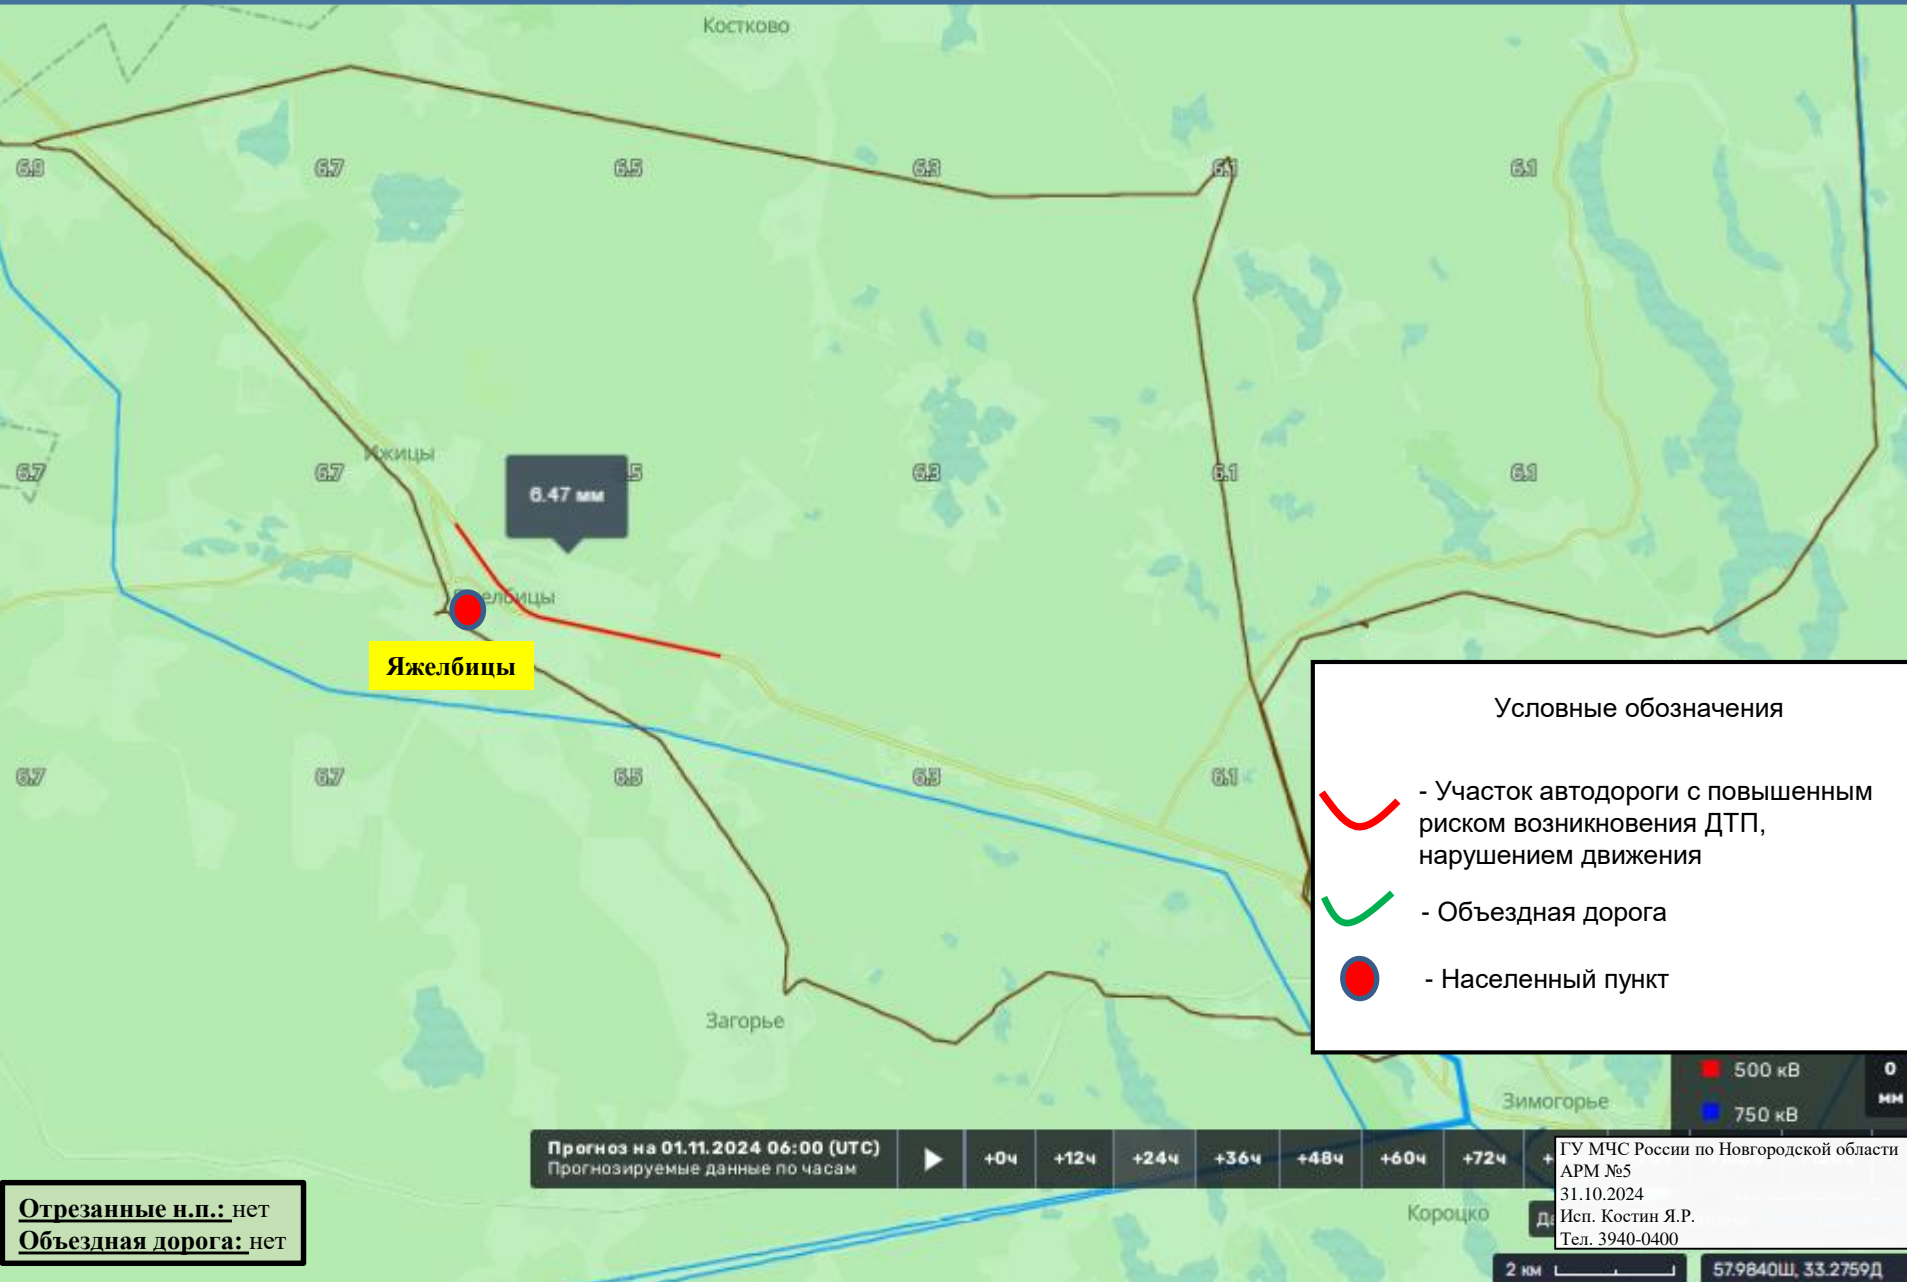 Костково
6.9
6.7
6.5
6.3
6.1
6.1
Ижицы
6.7
6.7
6.3
6.1
6.1
6.47 мм
елбицы
Яжелбицы
6.7
6.7
6.5
6.3
6.1
Условные обозначения
- Участок автодороги с повышенным
риском возникновения ДТП,
нарушением движения
- Объездная дорога
- Населенный пункт
Загорье
500 кВ
0
750 кВ
мм
Зимогорье
Прогноз на 01.11.2024 06:00 (UTC)
Прогнозируемые данные по часам
+0ч +12ч +24ч +36ч +48ч +60ч +72ч +
ГУ МЧС России по Новгородской области
АРМ №5
31.10.2024
Исп. Костин Я.Р.
Тел. 3940-0400
Отрезанные н.п.: нет
Объездная дорога: нет
Короцко
2 км
57.9840Ш, 33.2759Д